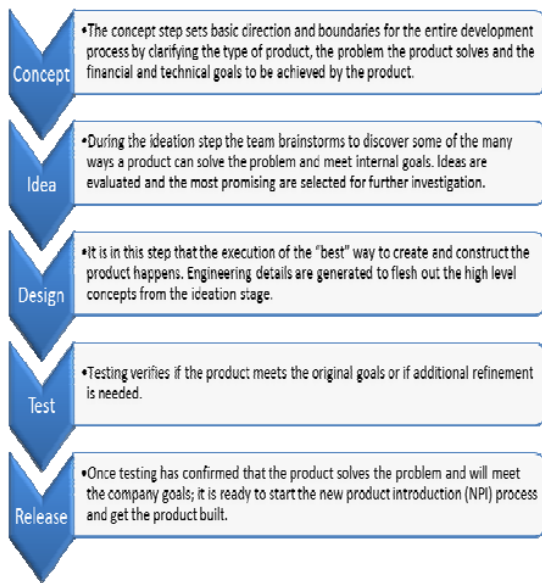 Concept
•The concept step sets basic direction and boundaries for the entire development
process by clarifying the type of product, the problem the product solves and the
financial and technical goals to be achieved by the product.
Idea
•During the ideation step the team brainstorms to discover some of the many
ways a product can solve the problem and meet internal goals. Ideas are
evaluated and the most promising are selected for further investigation.
Design
•It is in this step that the execution of the “best” way to create and construct the
product happens. Engineering details are generated to flesh out the high level
concepts from the ideation stage.
Test
•Testing verifies if the product meets the original goals or if additional refinement
is needed.
Release
•Once testing has confirmed that the product solves the problem and will meet
the company goals; it is ready to start the new product introduction (NPI) process
and get the product built.